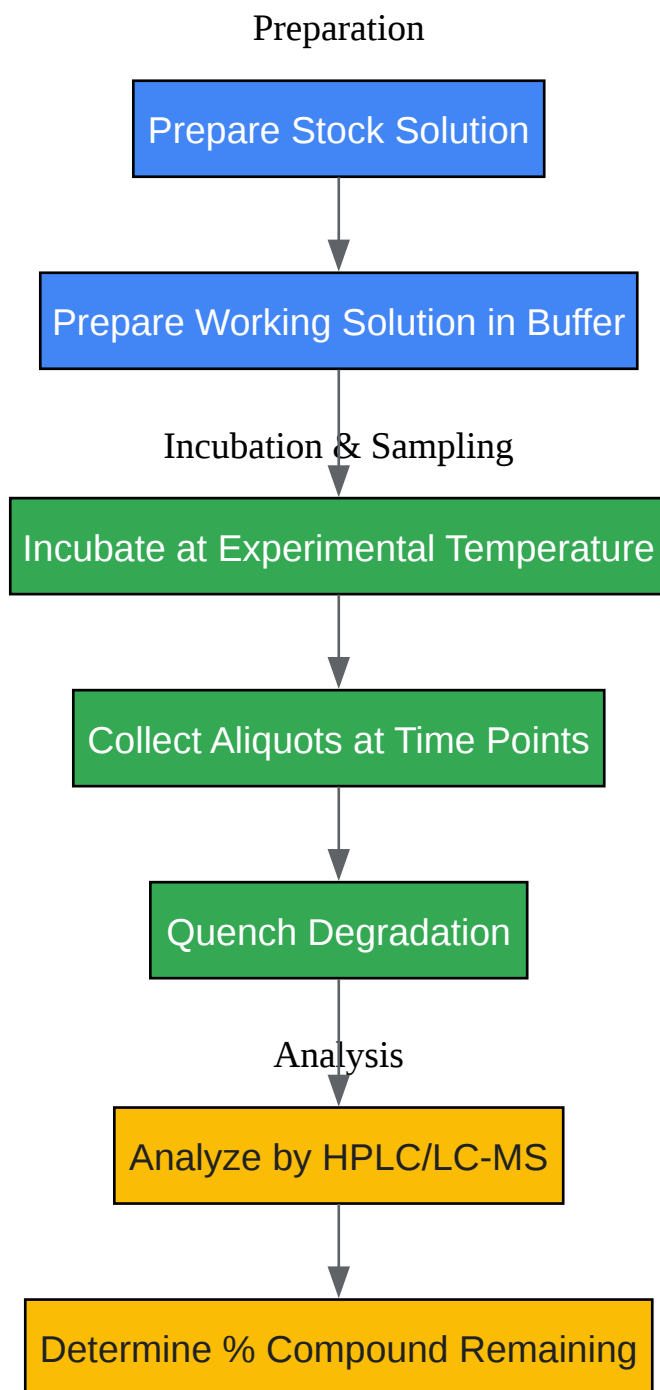 Preparation
Prepare Stock Solution
Prepare Working Solution in Buffer
Incubation & Sampling
Incubate at Experimental Temperature
Collect Aliquots at Time Points
Quench Degradation
Analysis
Analyze by HPLC/LC-MS
Determine % Compound Remaining